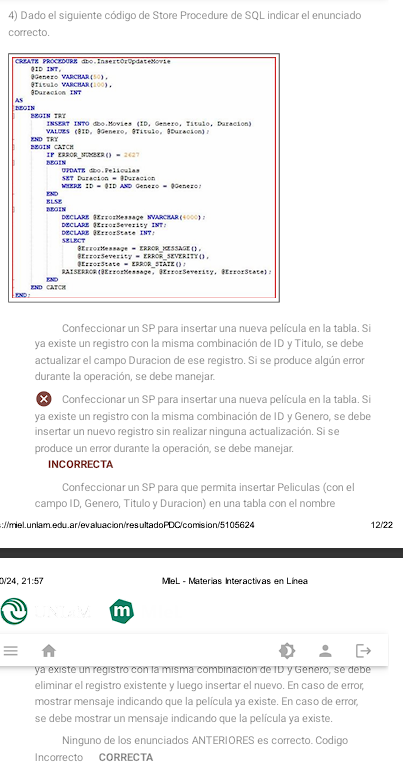 4) Dado el siguiente código de Store Procedure de SQL indicar el enunciado
correcto.
CREATE PROCEDURE dbo.InsertOrUpdateMovie
@ID INT,
@Genero VARCHAR(50),
@Titulo VARCHAR(100),
@Duracion INT
AS
BEGIN
BEGIN TRY
INSERT INTO dbo.Movies (ID, Genero, Titulo, Duracion)
VALUES (@ID, @Genero, @Titulo, @Duracion);
END TRY
BEGIN CATCH
IF ERROR_NUMBER() = 2627
BEGIN
UPDATE dbo.Peliculas
SET Duracion = @Duracion
WHERE ID = @ID AND Genero = @Genero;
END
ELSE
BEGIN
DECLARE @ErrorMessage NVARCHAR(4000);
DECLARE @ErrorSeverity INT;
DECLARE @ErrorState INT;
SELECT
@ErrorMessage = ERROR_MESSAGE(),
@ErrorSeverity = ERROR_SEVERITY(),
@ErrorState = ERROR_STATE();
RAISERROR(@ErrorMessage, @ErrorSeverity, @ErrorState);
END
END CATCH
END;
Confeccionar un SP para insertar una nueva película en la tabla. Si
ya existe un registro con la misma combinación de ID y Titulo, se debe
actualizar el campo Duracion de ese registro. Si se produce algún error
durante la operación, se debe manejar.
Confeccionar un SP para insertar una nueva película en la tabla. Si
ya existe un registro con la misma combinación de ID y Genero, se debe
insertar un nuevo registro sin realizar ninguna actualización. Si se
produce un error durante la operación, se debe manejar.
INCORRECTA
Confeccionar un SP para que permita insertar Peliculas (con el
campo ID, Genero, Titulo y Duracion) en una tabla con el nombre
://miel.unlam.edu.ar/evaluacion/resultadoPDC/comision/5105624 12/22
0/24, 21:57 MIeL - Materias Interactivas en Línea
m
ya existe un registro con la misma combinación de ID y Genero, se debe
eliminar el registro existente y luego insertar el nuevo. En caso de error,
mostrar mensaje indicando que la película ya existe. En caso de error,
se debe mostrar un mensaje indicando que la película ya existe.
Ninguno de los enunciados ANTERIORES es correcto. Codigo
Incorrecto CORRECTA